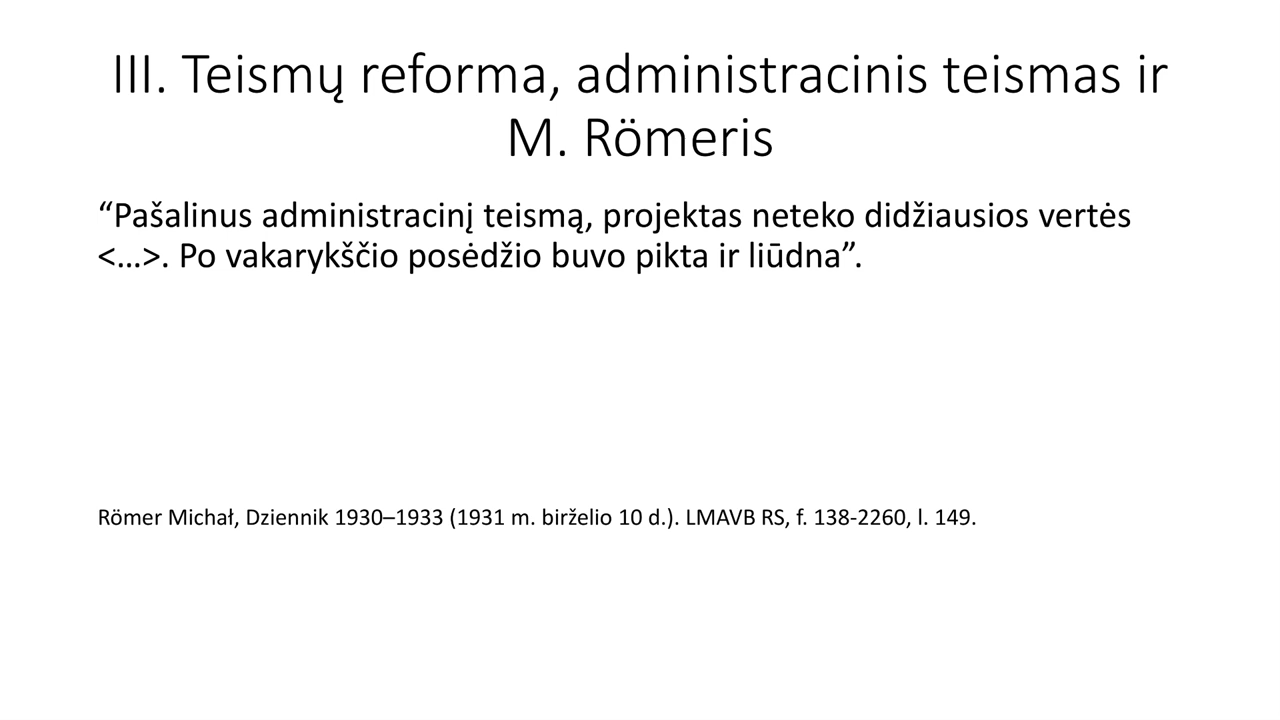 III. Teismų reforma, administracinis teismas ir
M. Römeris
“Pašalinus administracinį teismą, projektas neteko didžiausios vertės
<…>. Po vakarykščio posėdžio buvo pikta ir liūdna”.
Römer Michał, Dziennik 1930–1933 (1931 m. birželio 10 d.). LMAVB RS, f. 138-2260, l. 149.